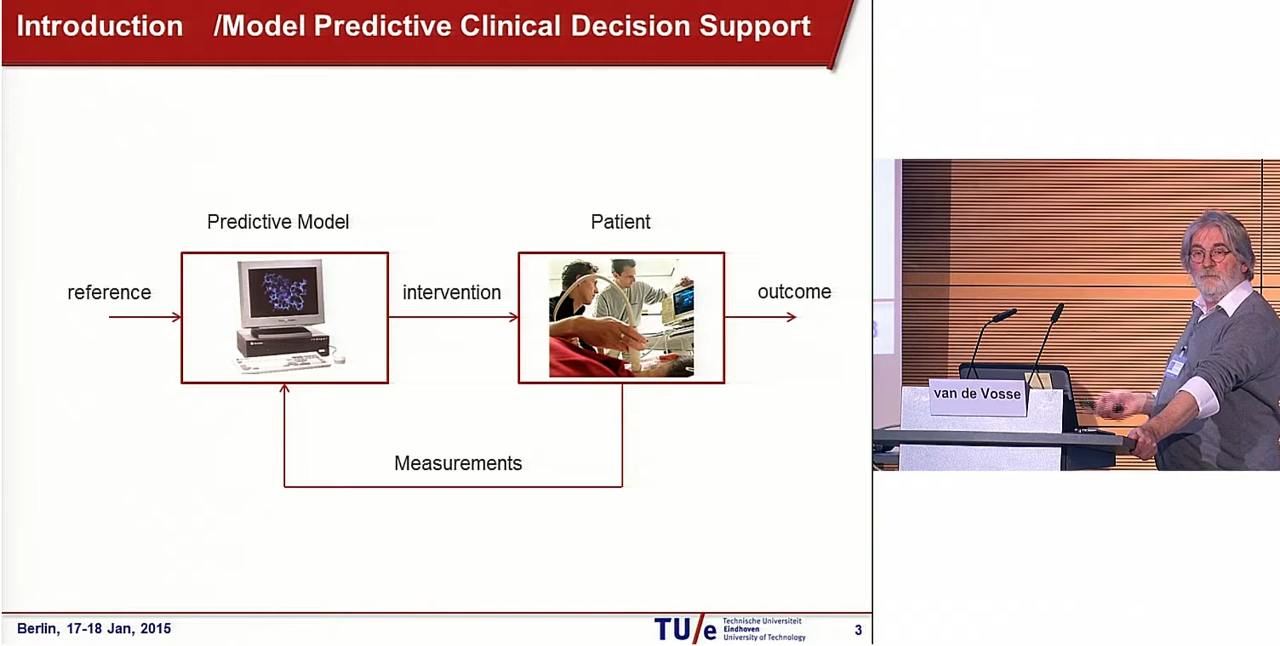 Introduction /Model Predictive Clinical Decision Support
Predictive Model
Patient
reference
intervention
outcome
Measurements
van de Vosse
Berlin, 17-18 Jan, 2015
TU/e
Technische Universiteit
Eindhoven
University of Technology
3